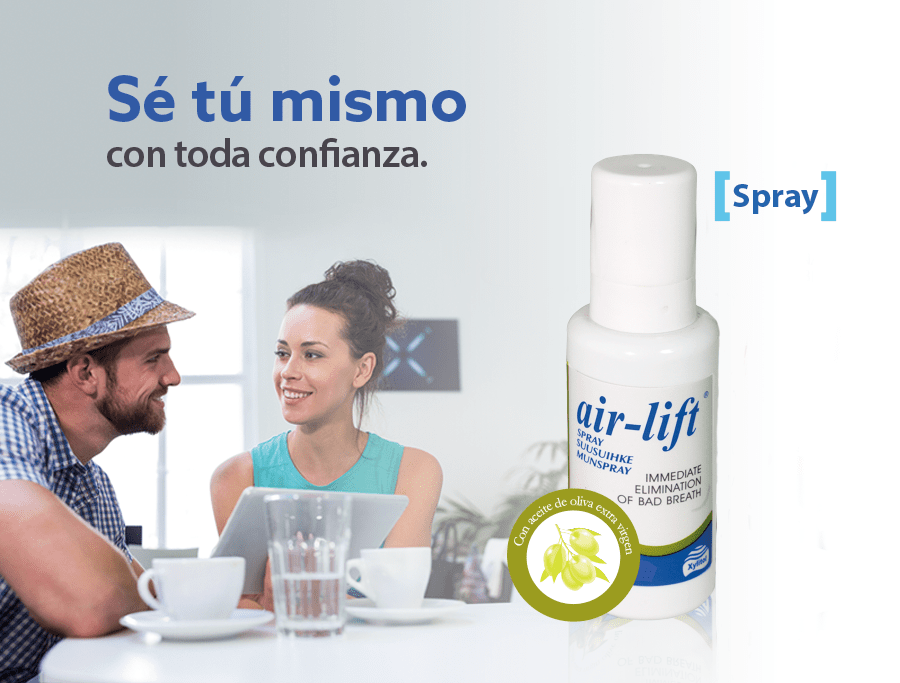 Sé tú mismo
con toda confianza.
[Spray]
air-lift®
SPRAY
SUUSUIHKE
MUNSPRAY
IMMEDIATE
ELIMINATION
OF BAD BREATH
Con aceite de oliva extra virgen
Xylitol